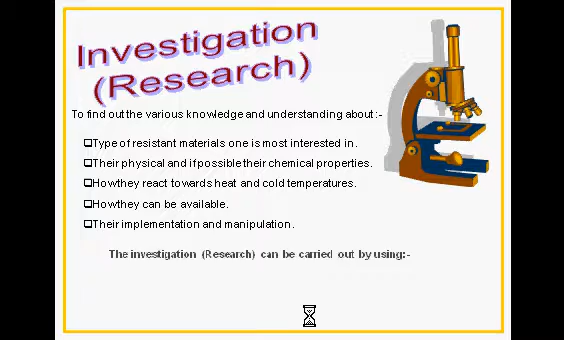 Investigation
(Research)
To find out the various knowledge and understanding about:-
❑Type of resistant materials one is most interested in.
❑Their physical and if possible their chemical properties.
❑How they react towards heat and cold temperatures.
❑How they can be available.
❑Their implementation and manipulation.
The investigation (Research) can be carried out by using:-